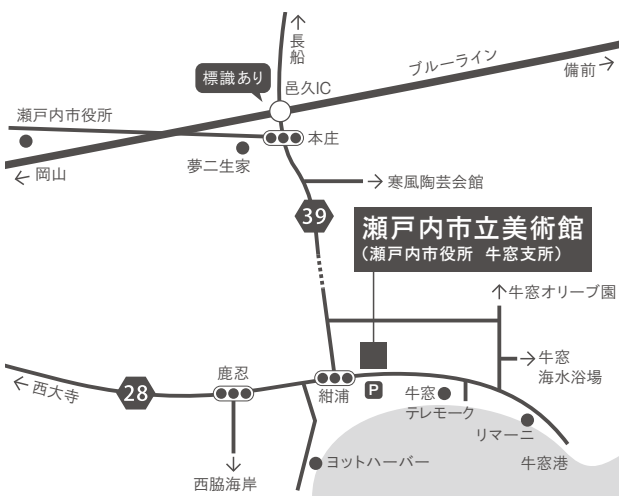 ↑
長船
ブルーライン
備前→
標識あり
邑久IC
瀬戸内市役所
本庄
夢二生家
←岡山
→寒風陶芸会館
39
瀬戸内市立美術館
(瀬戸内市役所 牛窓支所)
↑牛窓オリーブ園
→牛窓
海水浴場
鹿忍
28
←西大寺
紺浦
P
牛窓
テレモーク
リマーニ
牛窓港
ヨットハーバー
↓
西脇海岸